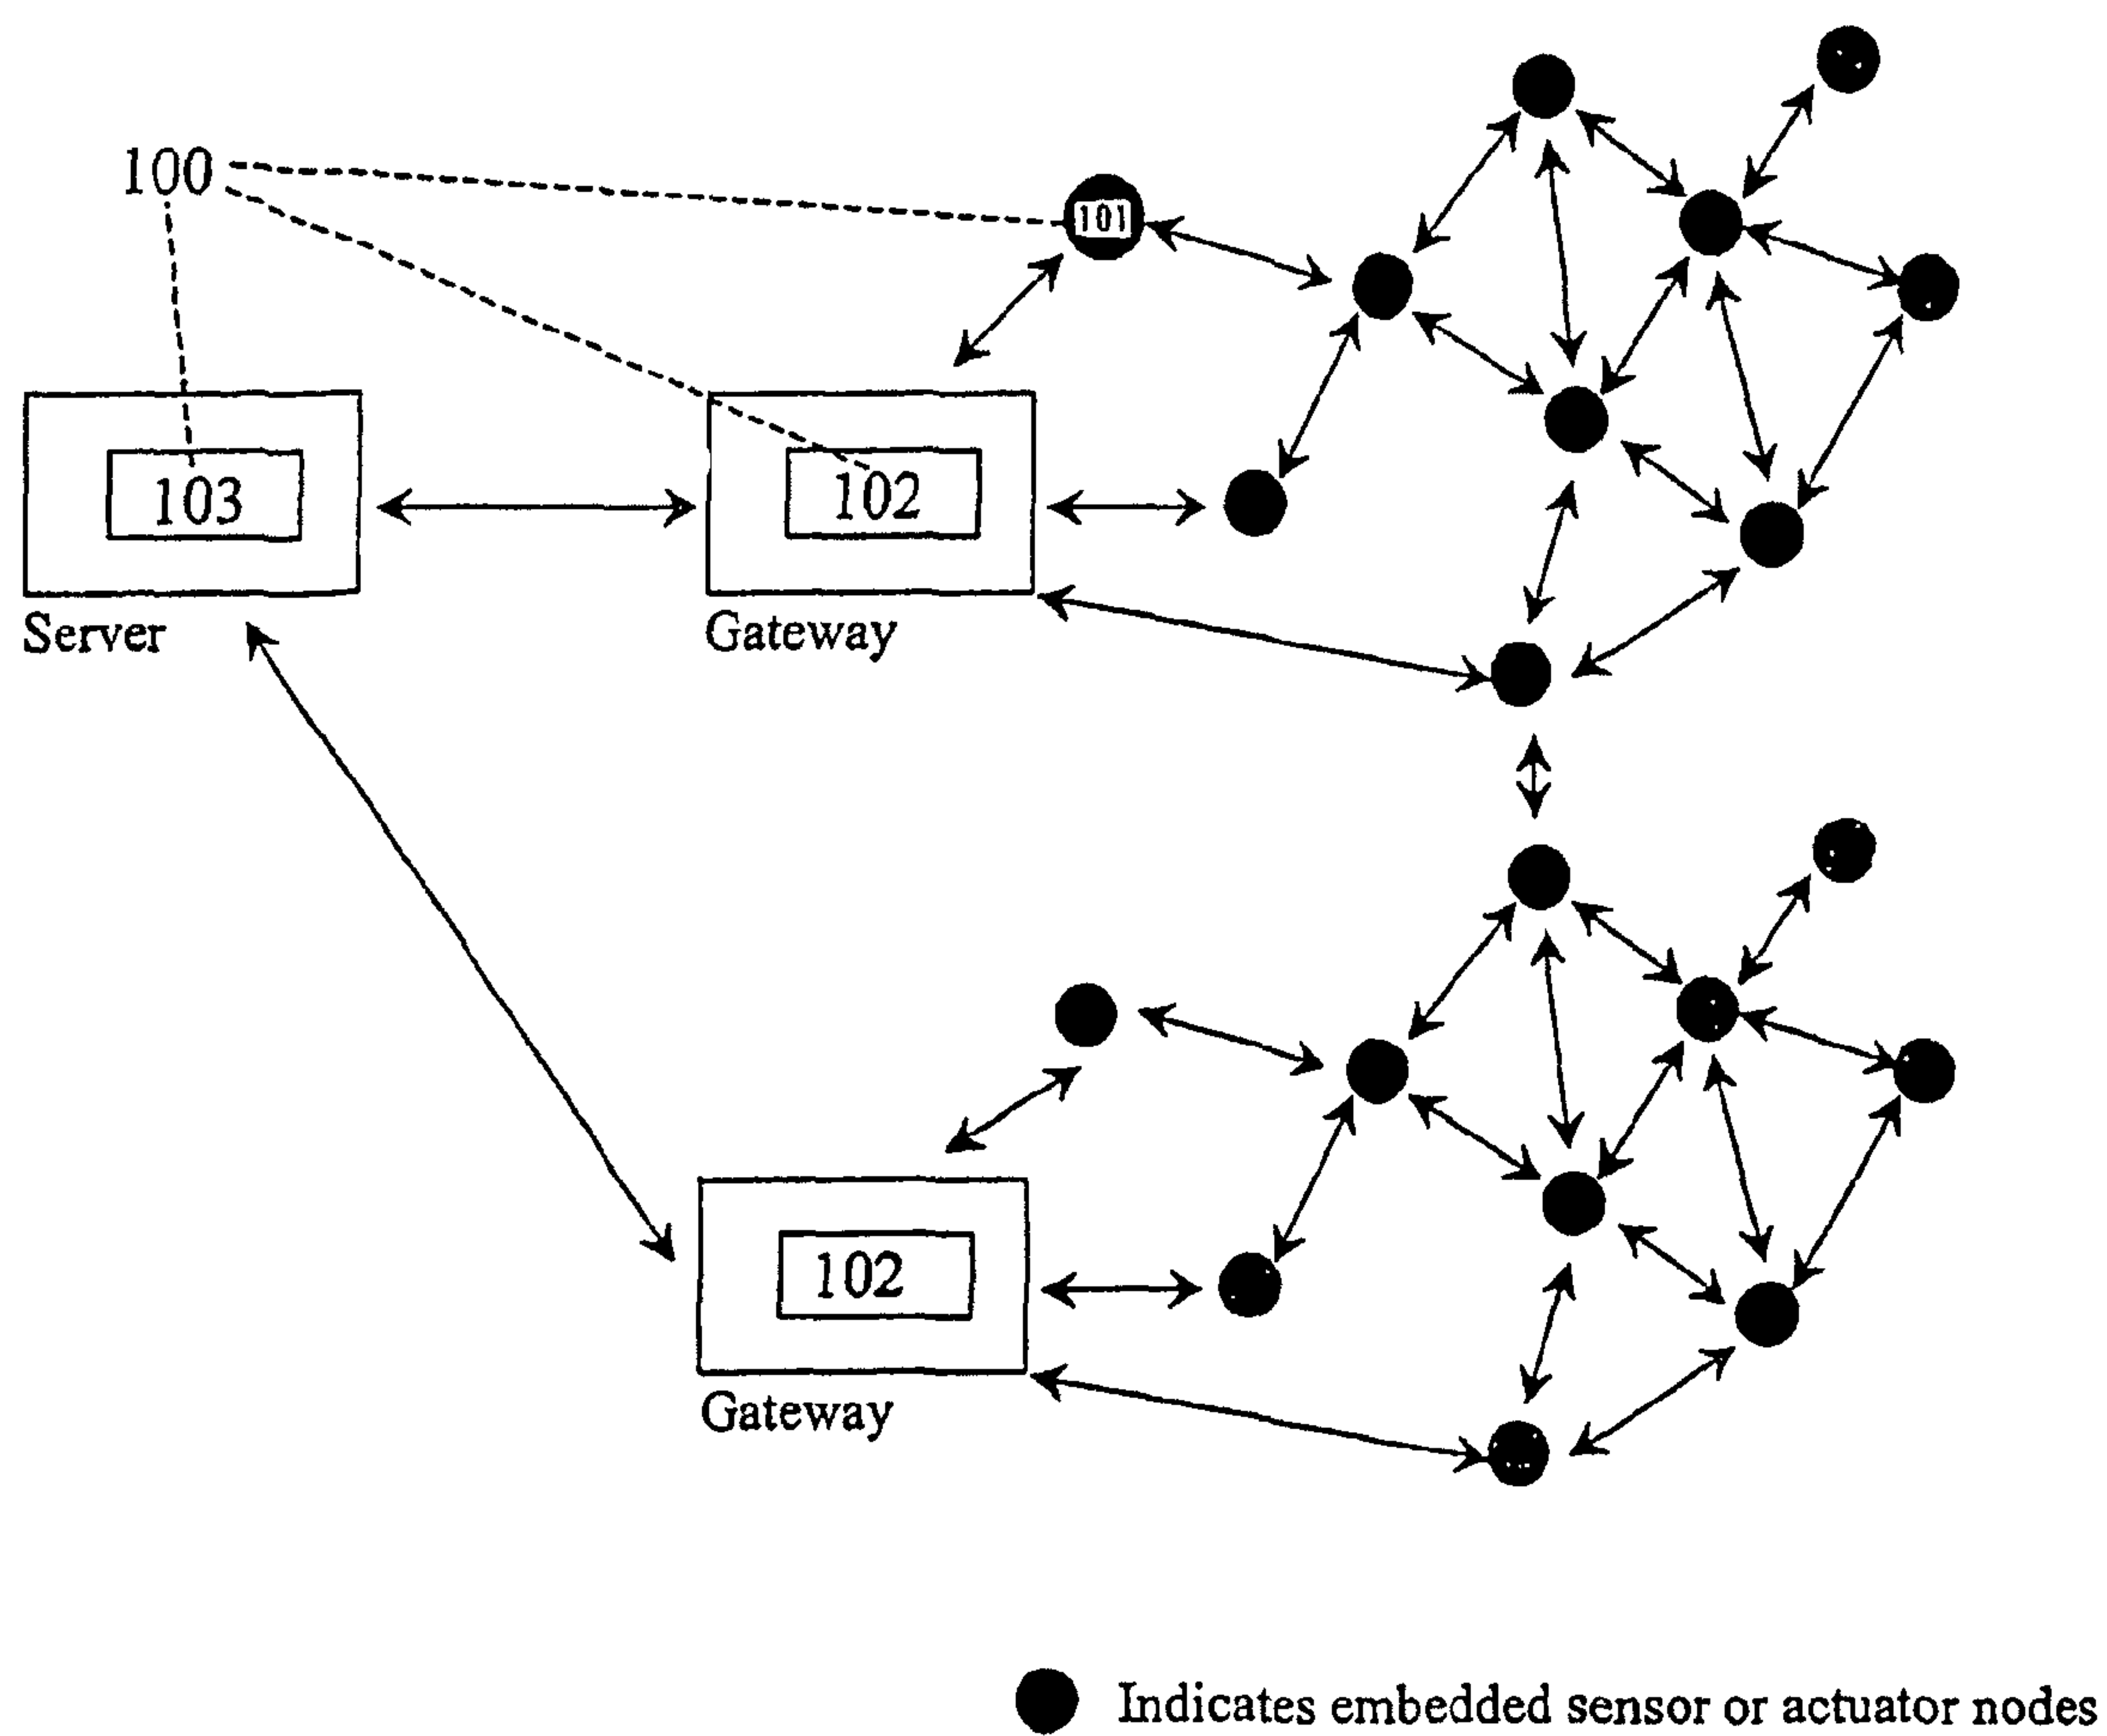 100
101
103
102
Server
Gateway
102
Gateway
Indicates embedded sensor or actuator nodes